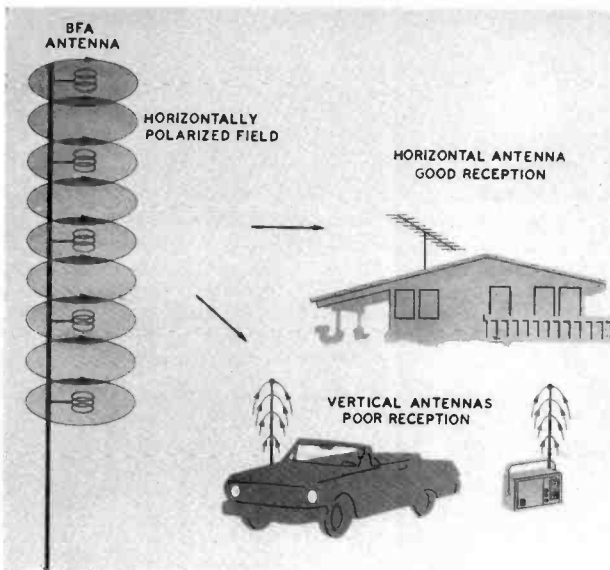 BFA
ANTENNA
HORIZONTALLY
POLARIZED FIELD
HORIZONTAL ANTENNA
GOOD RECEPTION
VERTICAL ANTENNAS
POOR RECEPTION